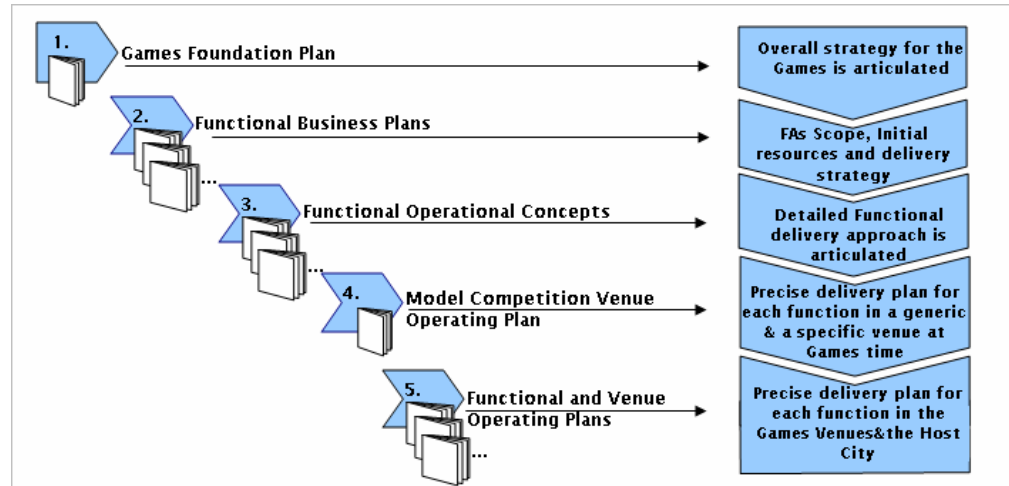 1.
Games Foundation Plan
Overall strategy for the
Games is articulated
2.
Functional Business Plans
...
FAs Scope, Initial
resources and delivery
strategy
3.
Functional Operational Concepts
...
Detailed Functional
delivery approach is
articulated
4.
Model Competition Venue
Operating Plan
Precise delivery plan for
each function in a generic
& a specific venue at
Games time
5.
Functional and Venue
Operating Plans
...
Precise delivery plan for
each function in the
Games Venues&the Host
City